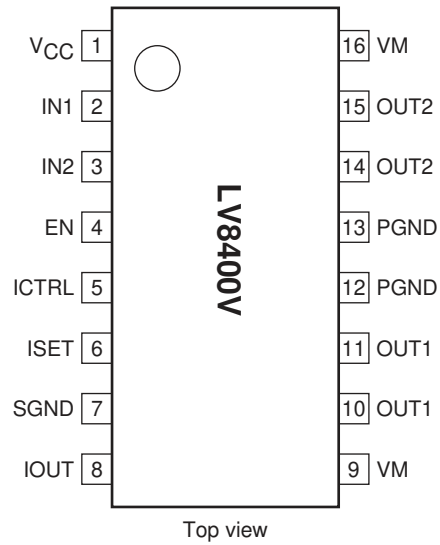 VCC 1 16 VM
IN1 2 15 OUT2
IN2 3 14 OUT2
EN 4 13 PGND
ICTRL 5 12 PGND
ISET 6 11 OUT1
SGND 7 10 OUT1
IOUT 8 9 VM
LV8400V
Top view